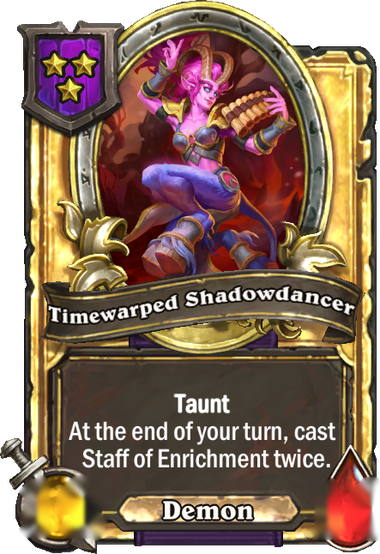 Timewarped Shadowdancer
Taunt
At the end of your turn, cast
Staff of Enrichment twice.
Demon